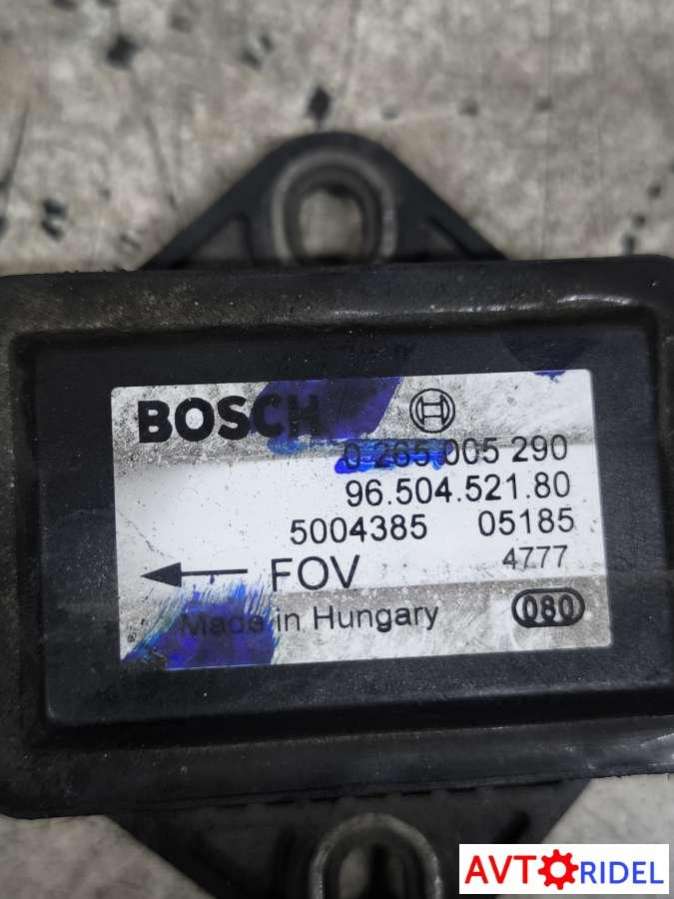 BOSCH
0 265 005 290
96.504.521.80
5004385 05185
4777
FOV
Made in Hungary
080
AVTORIDEL